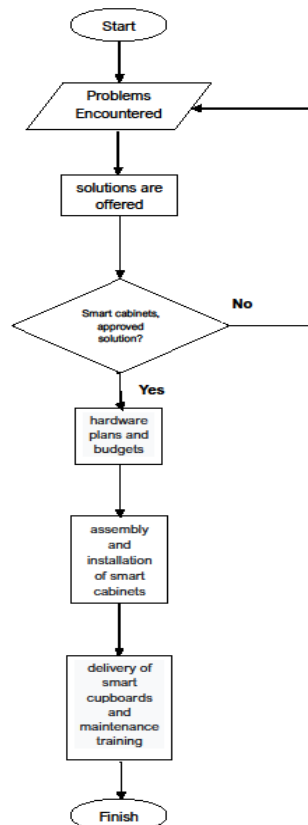 Start
Problems
Encountered
solutions are
offered
Smart cabinets,
approved
solution?
No
Yes
hardware
plans and
budgets
assembly
and
installation
of smart
cabinets
delivery of
smart
cupboards
and
maintenance
training
Finish